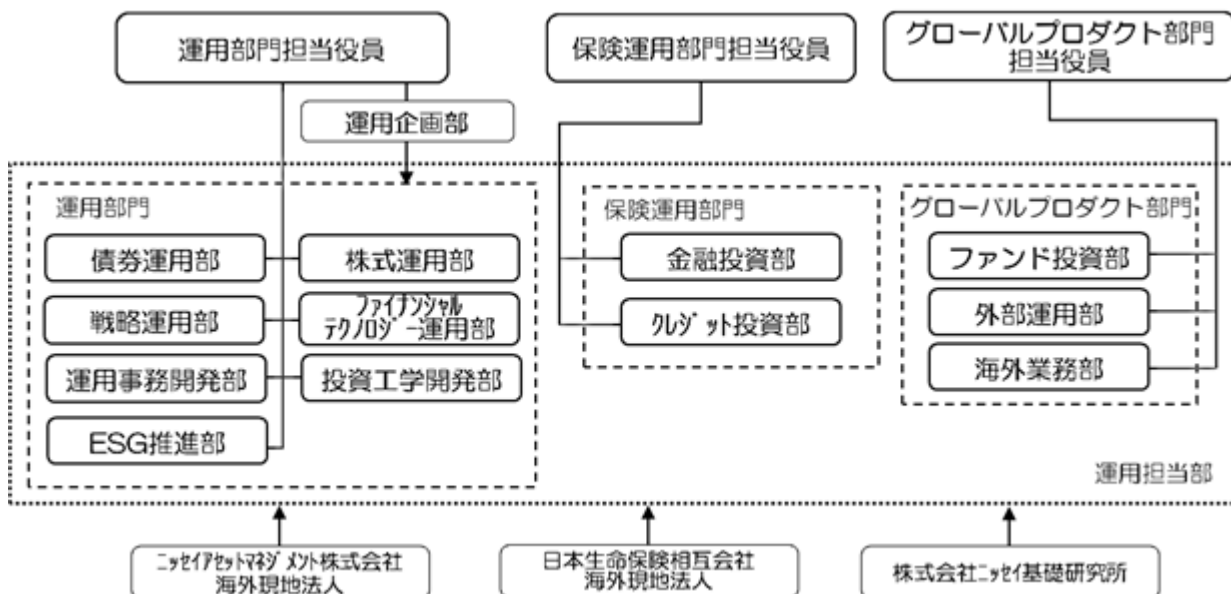 運用部門担当役員
保険運用部門担当役員
グローバルプロダクト部門
担当役員
運用企画部
運用部門
債券運用部
株式運用部
戦略運用部
ファイナンシャル
テクノロジー運用部
運用事務開発部
投資工学開発部
ESG推進部
保険運用部門
金融投資部
クレジット投資部
グローバルプロダクト部門
ファンド投資部
外部運用部
海外業務部
運用担当部
ニッセイアセットマネジメント株式会社
海外現地法人
日本生命保険相互会社
海外現地法人
株式会社ニッセイ基礎研究所